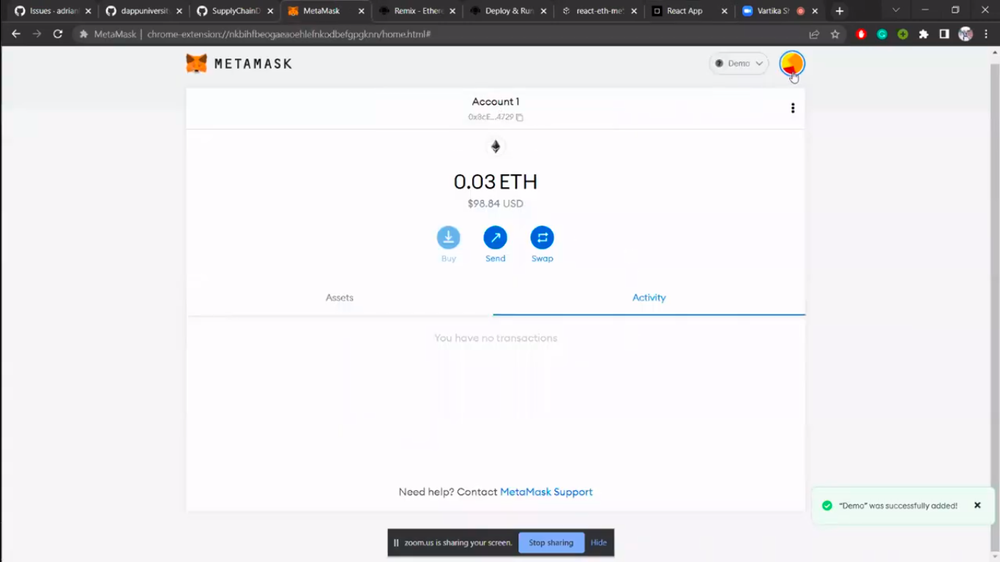 Issues · adrian
dappuniversity
SupplyChainD
MetaMask
Remix - Ethere
Deploy & Run
react-eth-me
React App
Vartika Sh
MetaMask | chrome-extension://nkbihfbeogaeaoehlefnkodbefgpgknn/home.html#
METAMASK
Demo
Account 1
0x8cE...4729
0.03 ETH
$98.84 USD
Buy
Send
Swap
Assets
Activity
You have no transactions
Need help? Contact MetaMask Support
"Demo" was successfully added!
zoom.us is sharing your screen.
Stop sharing
Hide